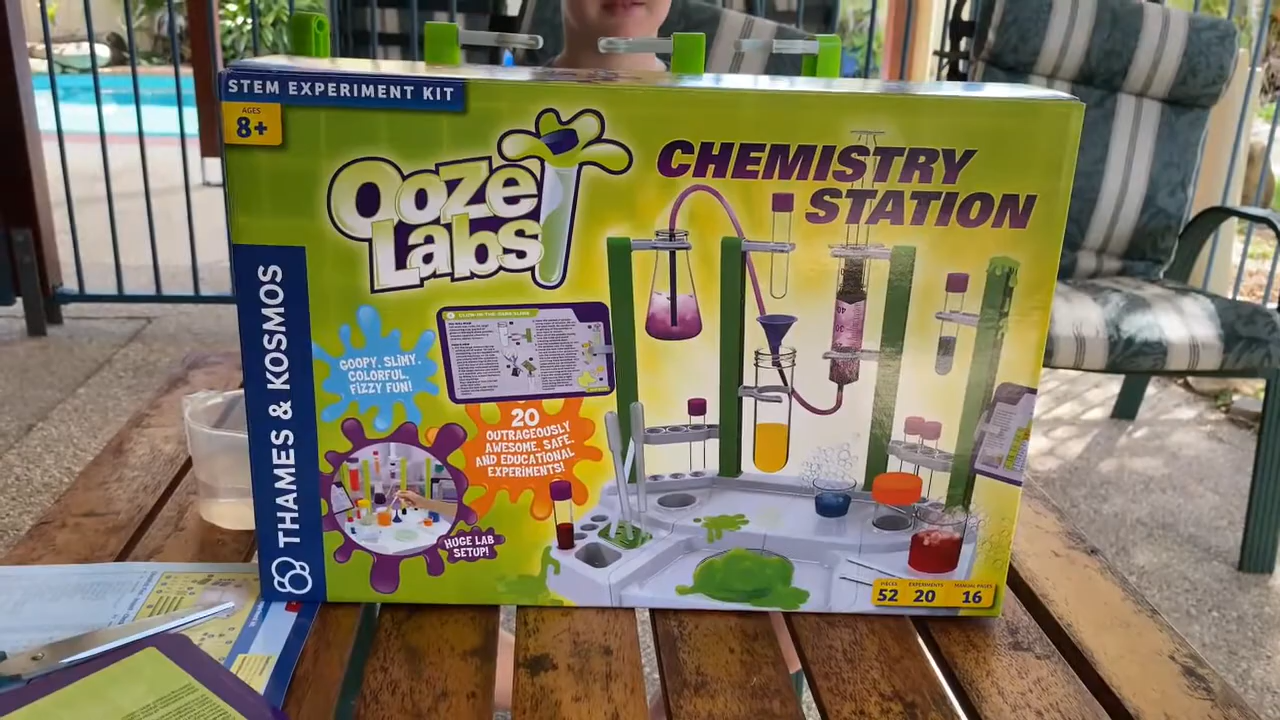 STEM EXPERIMENT KIT
AGES
8+
Ooze
Labs
CHEMISTRY
STATION
THAMES & KOSMOS
GOOPY, SLIMY,
COLORFUL,
FIZZY FUN!
GLOW-IN-THE-DARK SLIME
20
OUTRAGEOUSLY
AWESOME, SAFE,
AND EDUCATIONAL
EXPERIMENTS!
HUGE LAB
SETUP!
PIECES
52
EXPERIMENTS
20
MANUAL PAGES
16